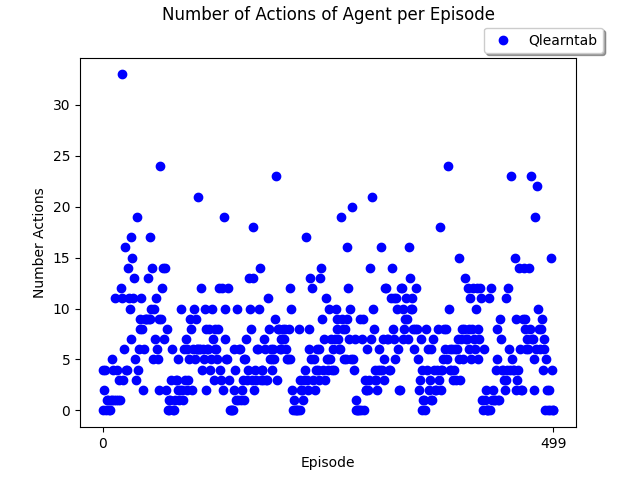 Number of Actions of Agent per Episode
Qlearntab
30
25
20
15
10
5
0
Number Actions
0
499
Episode